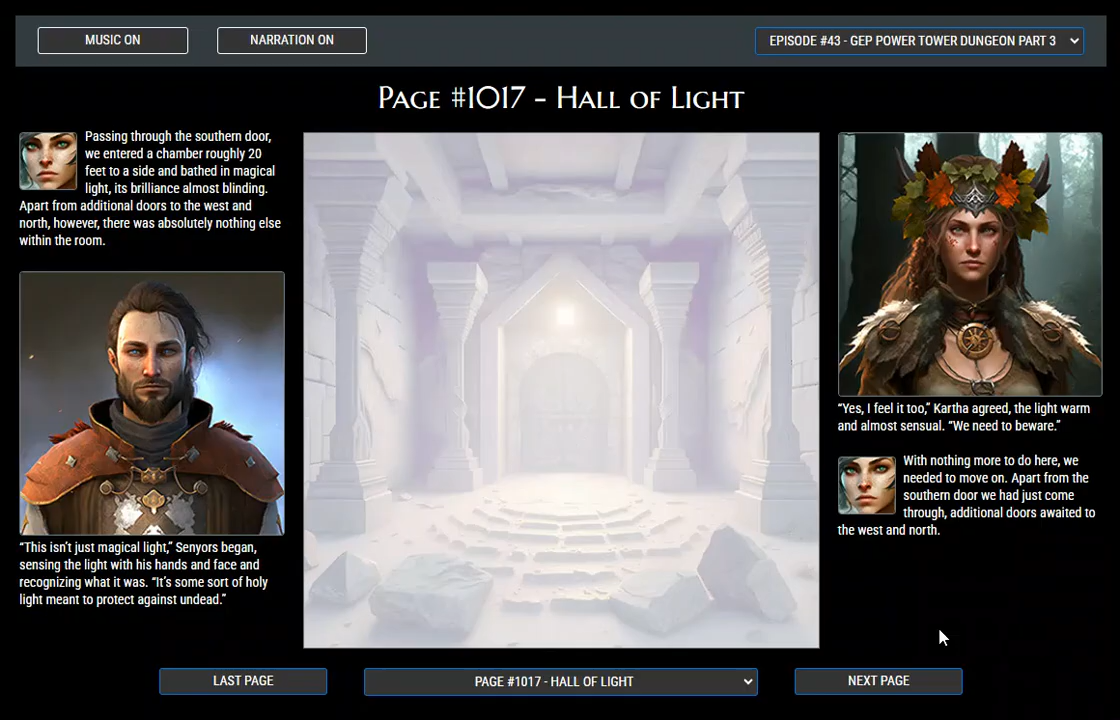 MUSIC ON
NARRATION ON
EPISODE #43 - GEP POWER TOWER DUNGEON PART 3
Page #1017 - Hall of Light
Passing through the southern door,
we entered a chamber roughly 20
feet to a side and bathed in magical
light, its brilliance almost blinding.
Apart from additional doors to the west and
north, however, there was absolutely nothing else
within the room.
“This isn’t just magical light,” Senyors began,
sensing the light with his hands and face and
recognizing what it was. “It’s some sort of holy
light meant to protect against undead.”
“Yes, I feel it too,” Kartha agreed, the light warm
and almost sensual. “We need to beware.”
With nothing more to do here, we
needed to move on. Apart from the
southern door we had just come
through, additional doors awaited to
the west and north.
LAST PAGE
PAGE #1017 - HALL OF LIGHT
NEXT PAGE